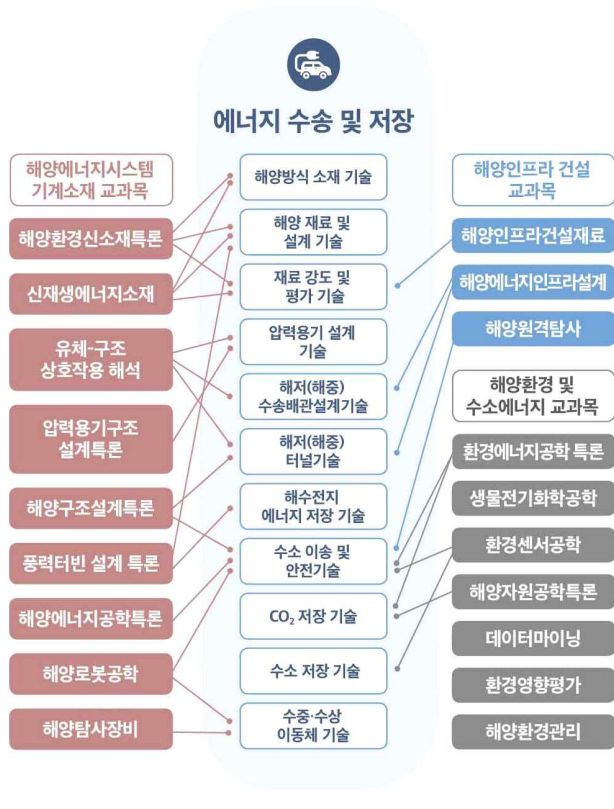 에너지 수송 및 저장
해양에너지시스템
기계소재 교과목
해양환경신소재특론
신재생에너지소재
유체-구조
상호작용 해석
압력용기구조
설계특론
해양구조설계특론
풍력터빈 설계 특론
해양에너지공학특론
해양로봇공학
해양탐사장비
해양방식 소재 기술
해양 재료 및
설계 기술
재료 강도 및
평가 기술
압력용기 설계
기술
해저(해중)
수송배관설계기술
해저(해중)
터널기술
해수전지
에너지 저장 기술
수소 이송 및
안전기술
CO₂ 저장 기술
수소 저장 기술
수중·수상
이동체 기술
해양인프라 건설
교과목
해양인프라건설재료
해양에너지인프라설계
해양원격탐사
해양환경 및
수소에너지 교과목
환경에너지공학 특론
생물전기화학공학
환경센서공학
해양자원공학특론
데이터마이닝
환경영향평가
해양환경관리